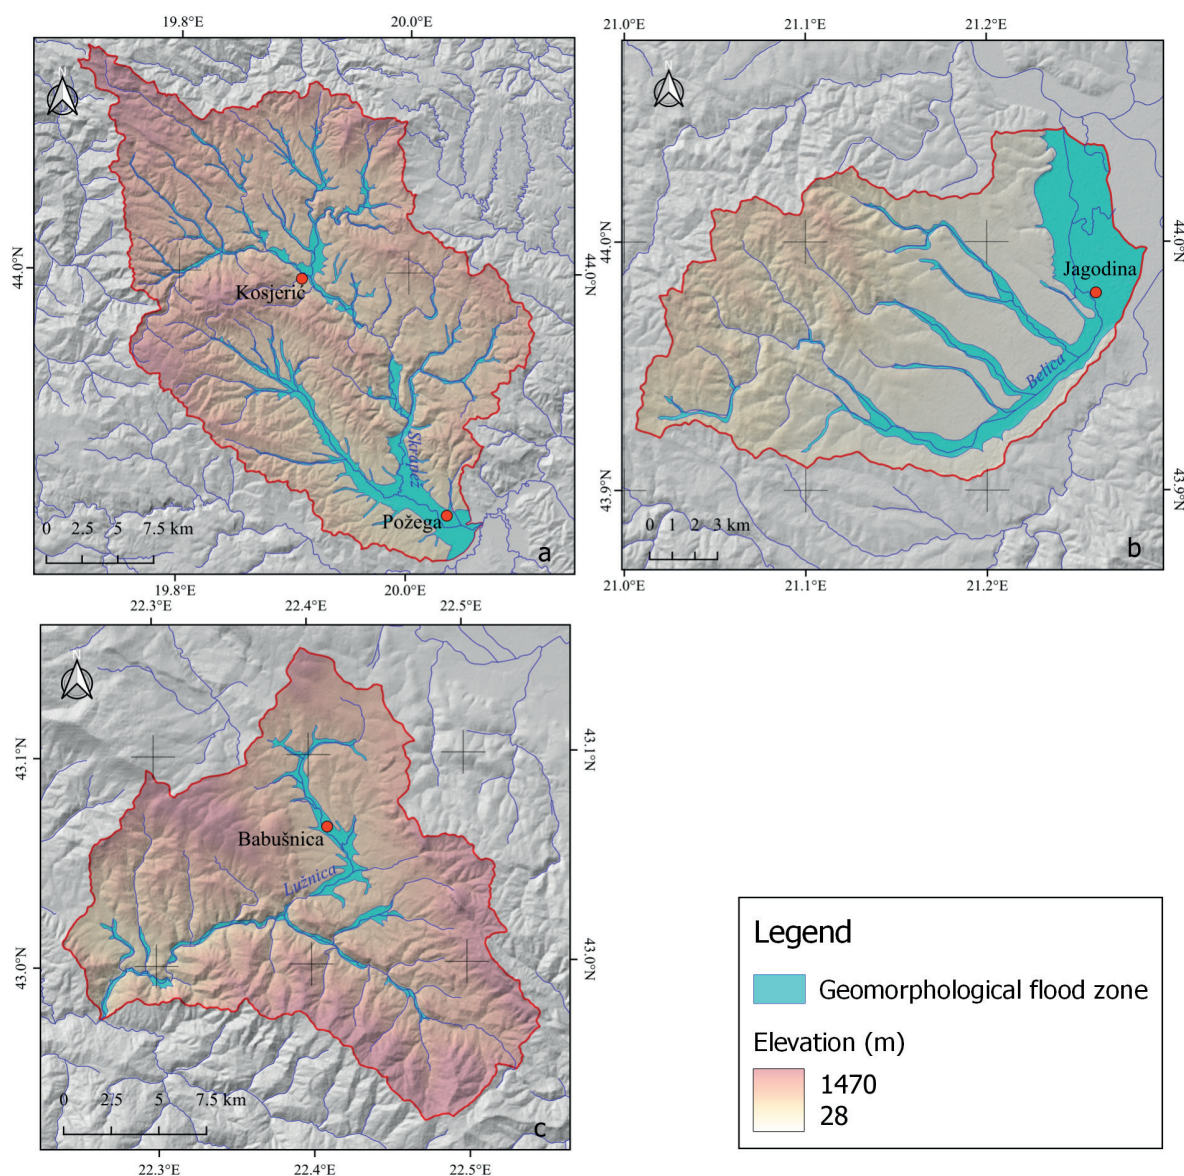 19.8°E
20.0°E
N
44.0°N
44.0°N
Kosjerić
Skrapež
Požega
0 2.5 5 7.5 km
a
19.8°E
20.0°E
21.0°E
21.1°E
21.2°E
N
44.0°N
44.0°N
Jagodina
Belica
43.9°N
43.9°N
0 1 2 3 km
b
21.0°E
21.1°E
21.2°E
22.3°E
22.4°E
22.5°E
N
43.1°N
43.1°N
Babušnica
Lužnica
43.0°N
43.0°N
0 2.5 5 7.5 km
c
22.3°E
22.4°E
22.5°E
Legend
Geomorphological flood zone
Elevation (m)
1470
28